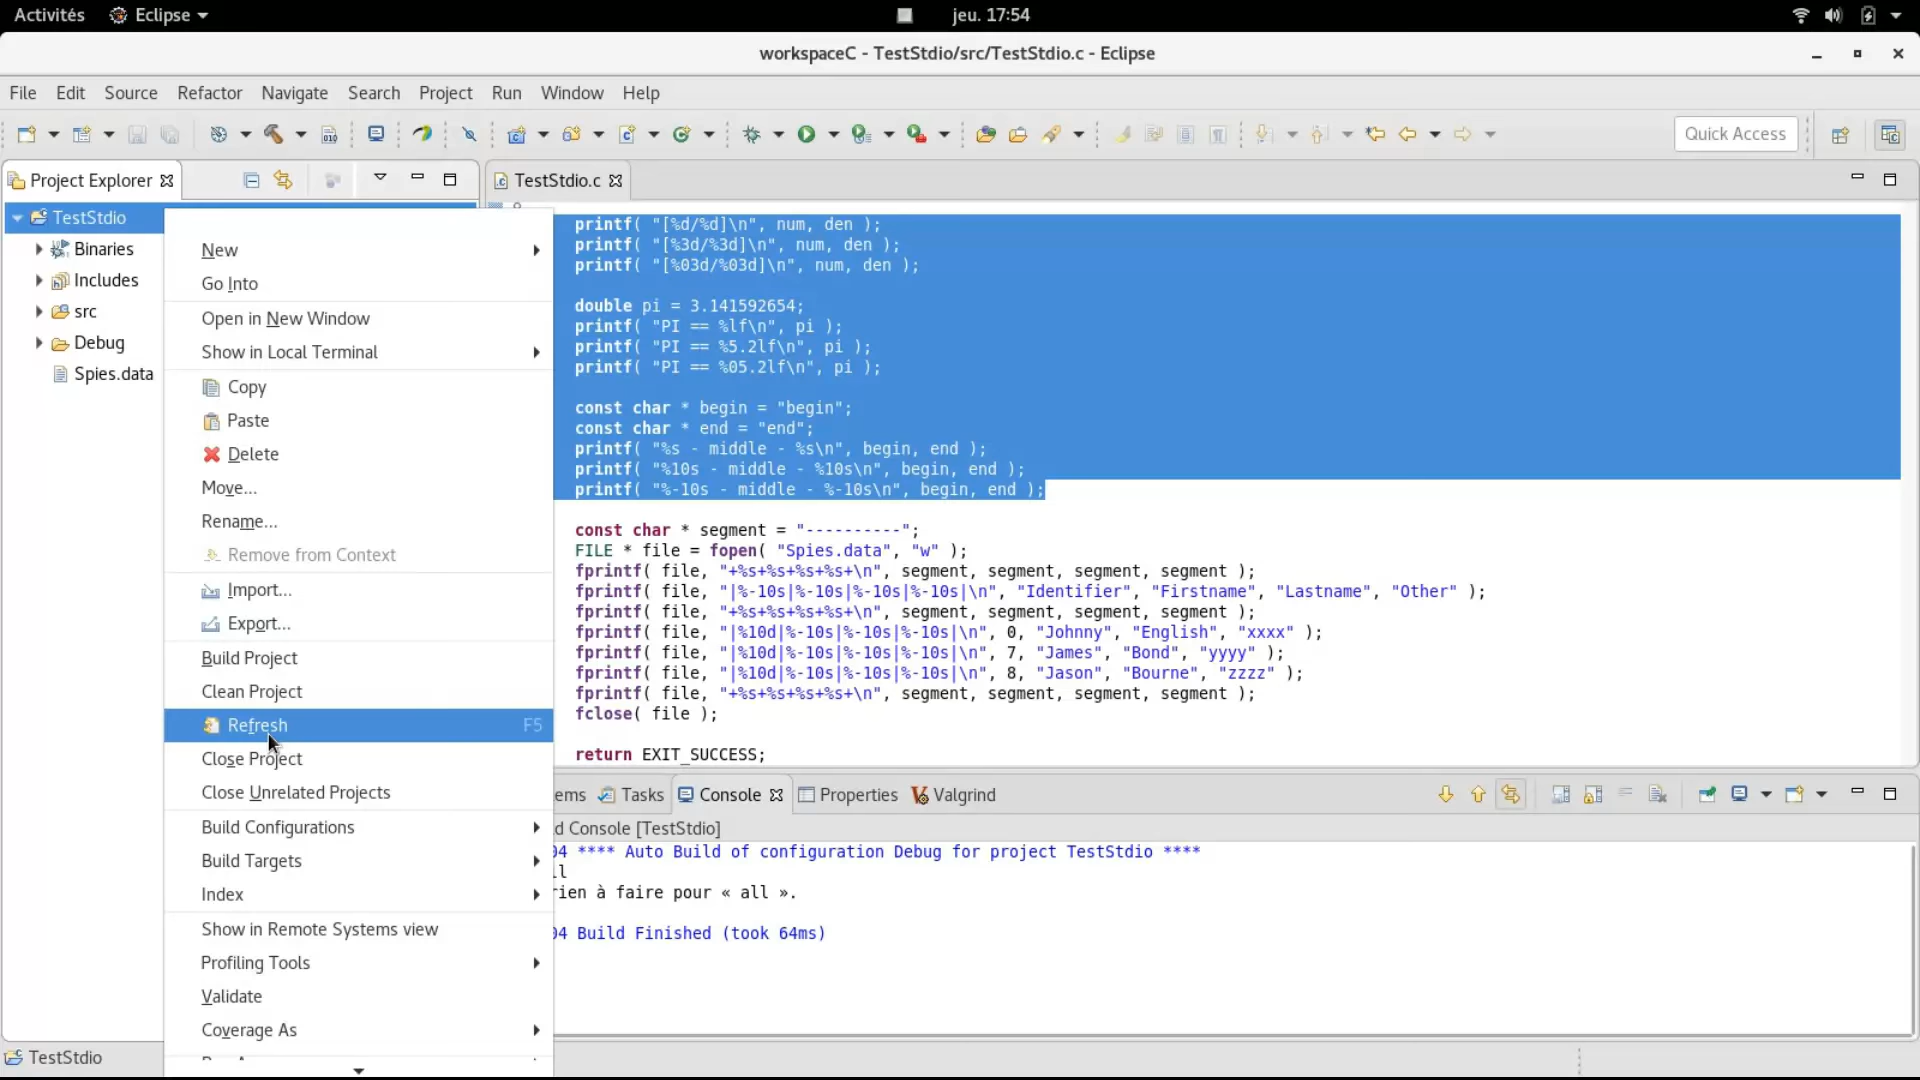 Activités Eclipse jeu. 17:54
workspaceC - TestStdio/src/TestStdio.c - Eclipse
File Edit Source Refactor Navigate Search Project Run Window Help
Quick Access
Project Explorer
TestStdio
Binaries
Includes
src
Debug
Spies.data
New
Go Into
Open in New Window
Show in Local Terminal
Copy
Paste
Delete
Move...
Rename...
Remove from Context
Import...
Export...
Build Project
Clean Project
Refresh F5
Close Project
Close Unrelated Projects
Build Configurations
Build Targets
Index
Show in Remote Systems view
Profiling Tools
Validate
Coverage As
TestStdio.c
printf( "[%d/%d]\n", num, den );
printf( "[%3d/%3d]\n", num, den );
printf( "[%03d/%03d]\n", num, den );
double pi = 3.141592654;
printf( "PI == %lf\n", pi );
printf( "PI == %5.2lf\n", pi );
printf( "PI == %05.2lf\n", pi );
const char * begin = "begin";
const char * end = "end";
printf( "%s - middle - %s\n", begin, end );
printf( "%10s - middle - %10s\n", begin, end );
printf( "%-10s - middle - %-10s\n", begin, end );
const char * segment = "----------";
FILE * file = fopen( "Spies.data", "w" );
fprintf( file, "+%s+%s+%s+%s+\n", segment, segment, segment, segment );
fprintf( file, "|%-10s|%-10s|%-10s|%-10s|\n", "Identifier", "Firstname", "Lastname", "Other" );
fprintf( file, "+%s+%s+%s+%s+\n", segment, segment, segment, segment );
fprintf( file, "|%10d|%-10s|%-10s|%-10s|\n", 0, "Johnny", "English", "xxxx" );
fprintf( file, "|%10d|%-10s|%-10s|%-10s|\n", 7, "James", "Bond", "yyyy" );
fprintf( file, "|%10d|%-10s|%-10s|%-10s|\n", 8, "Jason", "Bourne", "zzzz" );
fprintf( file, "+%s+%s+%s+%s+\n", segment, segment, segment, segment );
fclose( file );
return EXIT_SUCCESS;
ems Tasks Console Properties Valgrind
d Console [TestStdio]
04 **** Auto Build of configuration Debug for project TestStdio ****
ll
rien à faire pour « all ».
04 Build Finished (took 64ms)
TestStdio